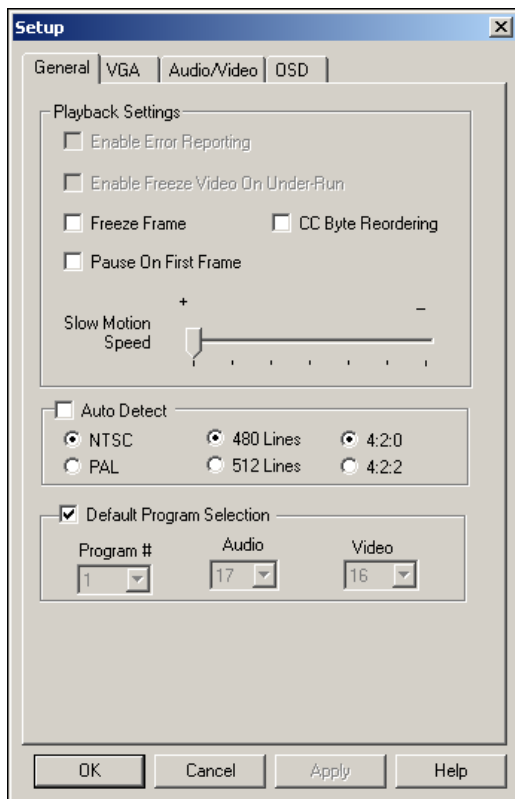 Setup
General VGA Audio/Video OSD
Playback Settings
Enable Error Reporting
Enable Freeze Video On Under-Run
Freeze Frame CC Byte Reordering
Pause On First Frame
+ −
Slow Motion
Speed
Auto Detect
NTSC 480 Lines 4:2:0
PAL 512 Lines 4:2:2
Default Program Selection
Program # Audio Video
1 17 16
OK Cancel Apply Help